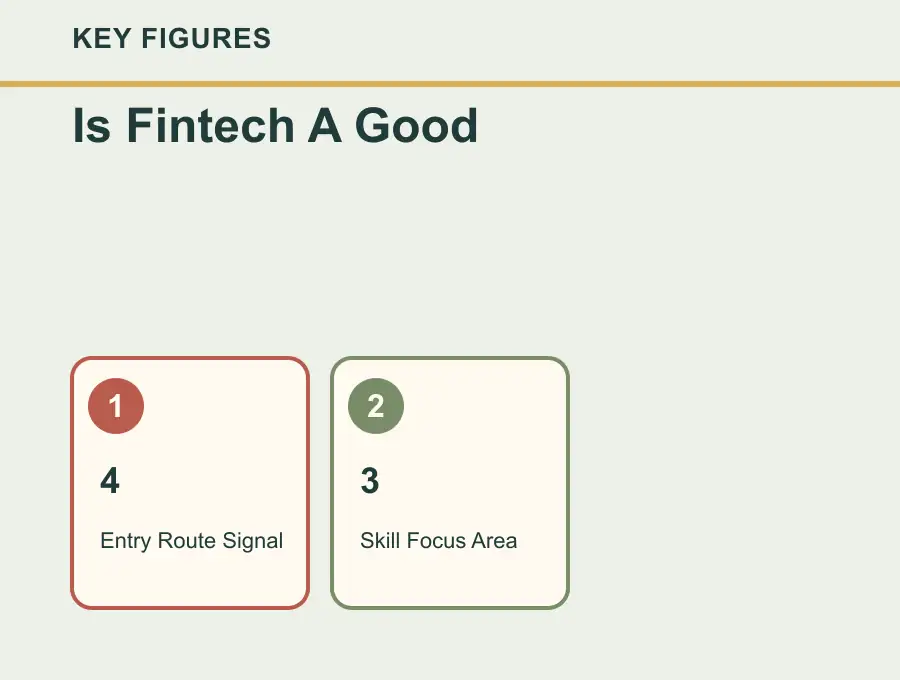 KEY FIGURES
Is Fintech A Good
1
4
Entry Route Signal
2
3
Skill Focus Area